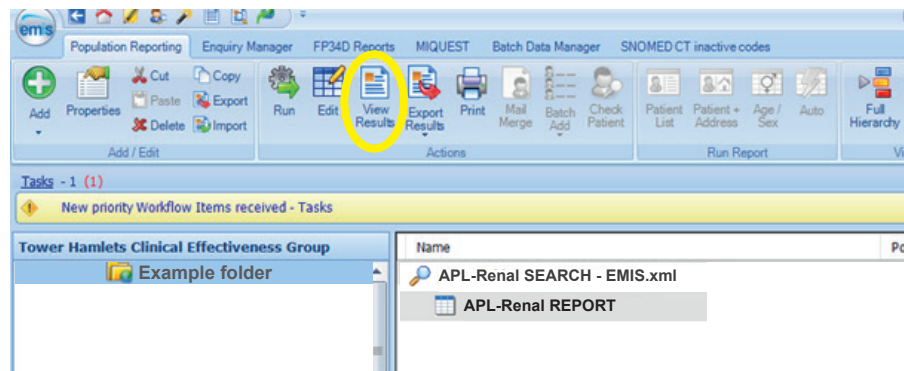 emis
Population Reporting Enquiry Manager FP34D Reports MIQUEST Batch Data Manager SNOMED CT inactive codes
Add
Properties
Cut
Paste
Delete
Copy
Export
Import
Run
Edit
View
Results
Export
Results
Print
Mail
Merge
Batch
Add
Check
Patient
Patient
List
Patient +
Address
Age /
Sex
Auto
Full
Hierarchy
Add / Edit Actions Run Report Vi
Tasks - 1 (1)
New priority Workflow Items received - Tasks
Tower Hamlets Clinical Effectiveness Group
Example folder
Name Po
APL-Renal SEARCH - EMIS.xml
APL-Renal REPORT